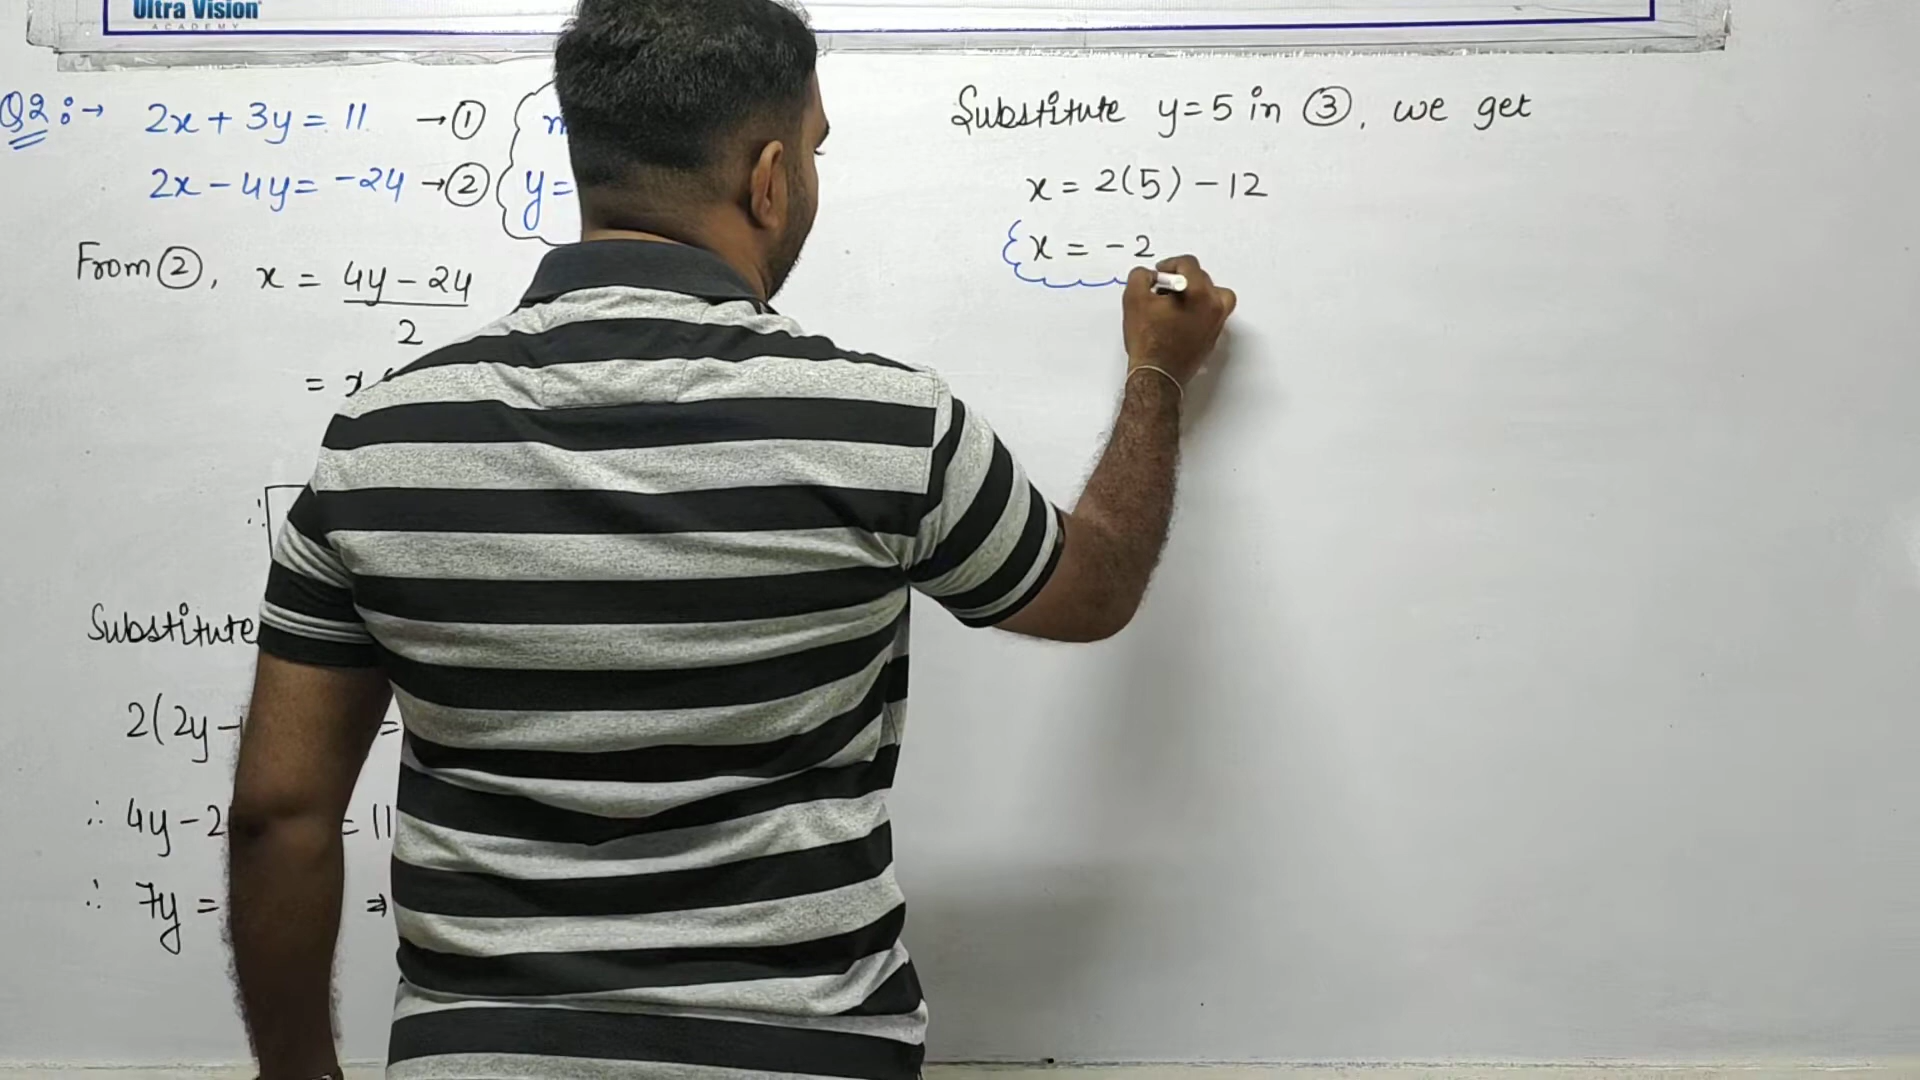 Ultra Vision
ACADEMY
Q2:→ 2x + 3y = 11 → ①
2x - 4y = -24 → ②
y =
From ②, x = 4y - 24
2
=
∴
Substitute
2(2y - =
∴ 4y - 2 = 11
∴ 7y = ⇒
Substitute y=5 in ③, we get
x = 2(5) - 12
x = -2